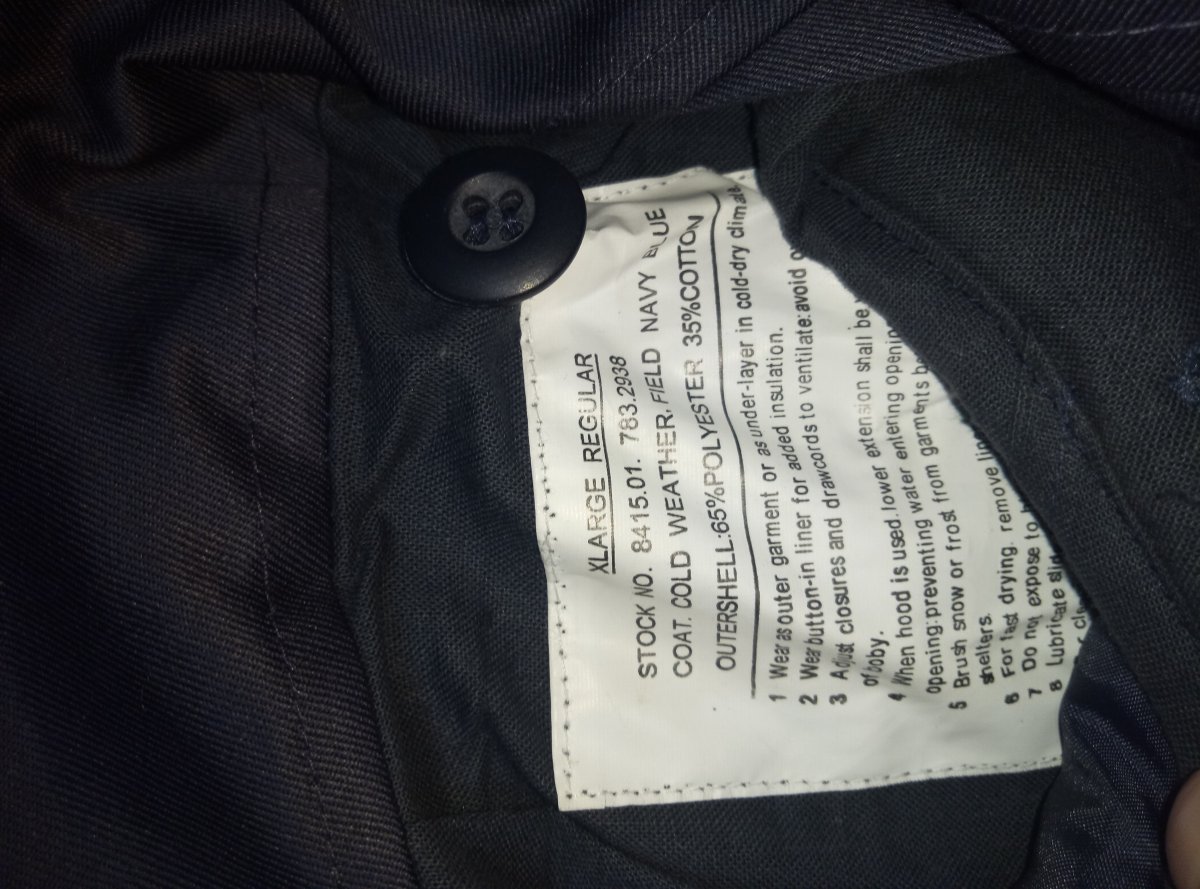 XLARGE REGULAR
STOCK NO. 8415.01. 783.2938
COAT. COLD WEATHER, FIELD NAVY BLUE
OUTERSHELL:65%POLYESTER 35%COTTON
1 Wear as outer garment or as under-layer in cold-dry
2 Wear button-in liner for added insulation.
3 Adjust closures and drawcords to ventilate:avoid
of boby.
4 When hood is used. lower extension shall be
opening:preventing water entering
5 Brush snow or frost from garments
shelters.
6 For fast drying. remove
7 Do not expose to
8 Lubricate